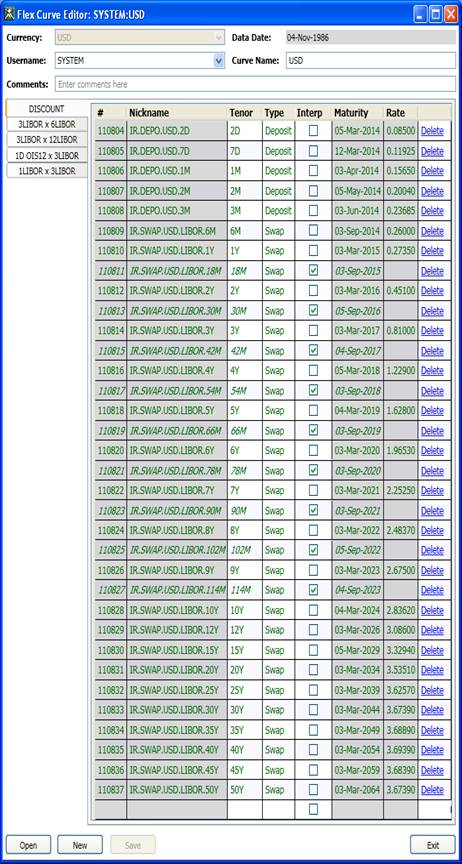 Flex Curve Editor: SYSTEM:USD
Currency: USD Data Date: 04-Nov-1986
Username: SYSTEM Curve Name: USD
Comments: Enter comments here
DISCOUNT
3LIBOR x 6LIBOR
3LIBOR x 12LIBOR
1D OIS12 x 3LIBOR
1LIBOR x 3LIBOR
# Nickname Tenor Type Interp Maturity Rate
110804 IR.DEPO.USD.2D 2D Deposit 05-Mar-2014 0.08500 Delete
110805 IR.DEPO.USD.7D 7D Deposit 12-Mar-2014 0.11925 Delete
110806 IR.DEPO.USD.1M 1M Deposit 03-Apr-2014 0.15650 Delete
110807 IR.DEPO.USD.2M 2M Deposit 05-May-2014 0.20040 Delete
110808 IR.DEPO.USD.3M 3M Deposit 03-Jun-2014 0.23685 Delete
110809 IR.SWAP.USD.LIBOR.6M 6M Swap 03-Sep-2014 0.26000 Delete
110810 IR.SWAP.USD.LIBOR.1Y 1Y Swap 03-Mar-2015 0.27350 Delete
110811 IR.SWAP.USD.LIBOR.18M 18M Swap 03-Sep-2015 Delete
110812 IR.SWAP.USD.LIBOR.2Y 2Y Swap 03-Mar-2016 0.45100 Delete
110813 IR.SWAP.USD.LIBOR.30M 30M Swap 05-Sep-2016 Delete
110814 IR.SWAP.USD.LIBOR.3Y 3Y Swap 03-Mar-2017 0.81000 Delete
110815 IR.SWAP.USD.LIBOR.42M 42M Swap 04-Sep-2017 Delete
110816 IR.SWAP.USD.LIBOR.4Y 4Y Swap 05-Mar-2018 1.22900 Delete
110817 IR.SWAP.USD.LIBOR.54M 54M Swap 03-Sep-2018 Delete
110818 IR.SWAP.USD.LIBOR.5Y 5Y Swap 04-Mar-2019 1.62800 Delete
110819 IR.SWAP.USD.LIBOR.66M 66M Swap 03-Sep-2019 Delete
110820 IR.SWAP.USD.LIBOR.6Y 6Y Swap 03-Mar-2020 1.96530 Delete
110821 IR.SWAP.USD.LIBOR.78M 78M Swap 03-Sep-2020 Delete
110822 IR.SWAP.USD.LIBOR.7Y 7Y Swap 03-Mar-2021 2.25250 Delete
110823 IR.SWAP.USD.LIBOR.90M 90M Swap 03-Sep-2021 Delete
110824 IR.SWAP.USD.LIBOR.8Y 8Y Swap 03-Mar-2022 2.48370 Delete
110825 IR.SWAP.USD.LIBOR.102M 102M Swap 05-Sep-2022 Delete
110826 IR.SWAP.USD.LIBOR.9Y 9Y Swap 03-Mar-2023 2.67500 Delete
110827 IR.SWAP.USD.LIBOR.114M 114M Swap 04-Sep-2023 Delete
110828 IR.SWAP.USD.LIBOR.10Y 10Y Swap 04-Mar-2024 2.83620 Delete
110829 IR.SWAP.USD.LIBOR.12Y 12Y Swap 03-Mar-2026 3.08600 Delete
110830 IR.SWAP.USD.LIBOR.15Y 15Y Swap 05-Mar-2029 3.32940 Delete
110831 IR.SWAP.USD.LIBOR.20Y 20Y Swap 03-Mar-2034 3.53510 Delete
110832 IR.SWAP.USD.LIBOR.25Y 25Y Swap 03-Mar-2039 3.62570 Delete
110833 IR.SWAP.USD.LIBOR.30Y 30Y Swap 03-Mar-2044 3.67390 Delete
110834 IR.SWAP.USD.LIBOR.35Y 35Y Swap 03-Mar-2049 3.68890 Delete
110835 IR.SWAP.USD.LIBOR.40Y 40Y Swap 03-Mar-2054 3.69390 Delete
110836 IR.SWAP.USD.LIBOR.45Y 45Y Swap 03-Mar-2059 3.68390 Delete
110837 IR.SWAP.USD.LIBOR.50Y 50Y Swap 03-Mar-2064 3.67390 Delete
Open New Save Exit